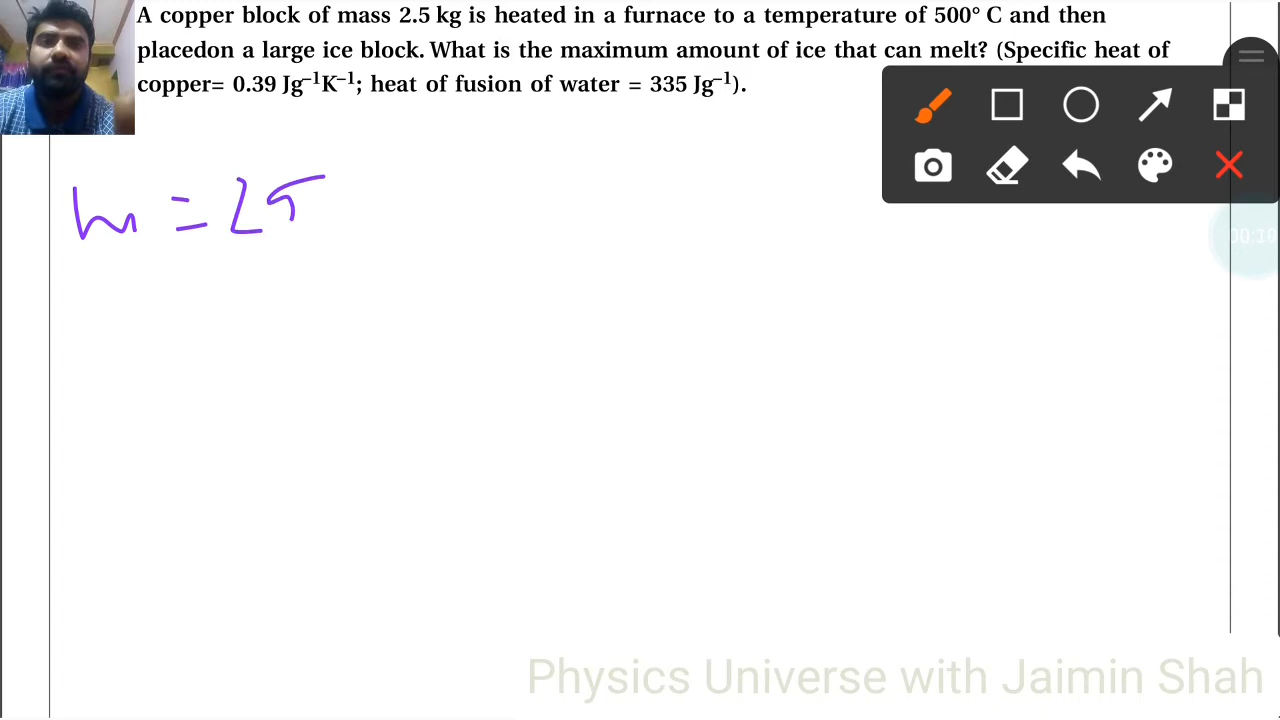 A copper block of mass 2.5 kg is heated in a furnace to a temperature of 500° C and then
placedon a large ice block. What is the maximum amount of ice that can melt? (Specific heat of
copper= 0.39 Jg⁻¹K⁻¹; heat of fusion of water = 335 Jg⁻¹).
m = 25
00:10
Physics Universe with Jaimin Shah